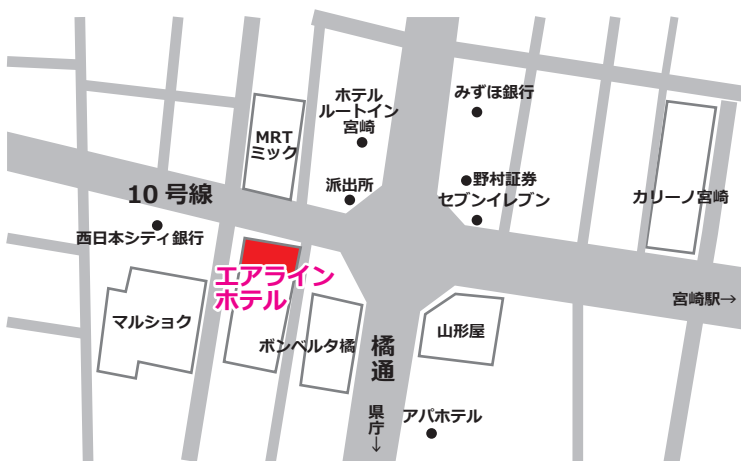 ホテル
ルートイン
宮崎
みずほ銀行
MRT
ミック
派出所
野村証券
セブンイレブン
カリーノ宮崎
10号線
西日本シティ銀行
エアライン
ホテル
マルショク
ボンベルタ橘
橘通
山形屋
宮崎駅→
県庁→
アパホテル